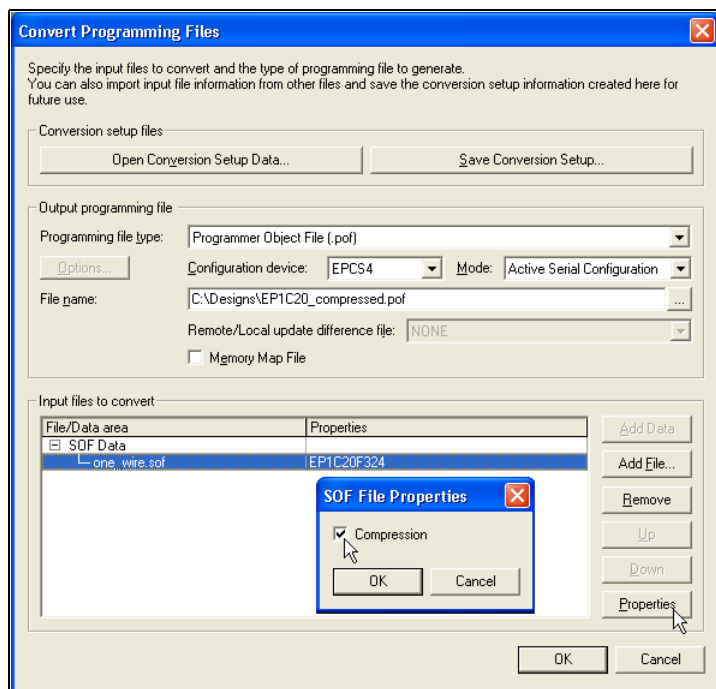 Convert Programming Files
Specify the input files to convert and the type of programming file to generate.
You can also import input file information from other files and save the conversion setup information created here for
future use.
Conversion setup files
Open Conversion Setup Data...
Save Conversion Setup...
Output programming file
Programming file type: Programmer Object File (.pof)
Options... Configuration device: EPCS4 Mode: Active Serial Configuration
File name: C:\Designs\EP1C20_compressed.pof ...
Remote/Local update difference file: NONE
Memory Map File
Input files to convert
File/Data area Properties Add Data
SOF Data
one_wire.sof EP1C20F324 Add File...
SOF File Properties
Remove
Compression Up
OK Cancel Down
Properties
OK Cancel